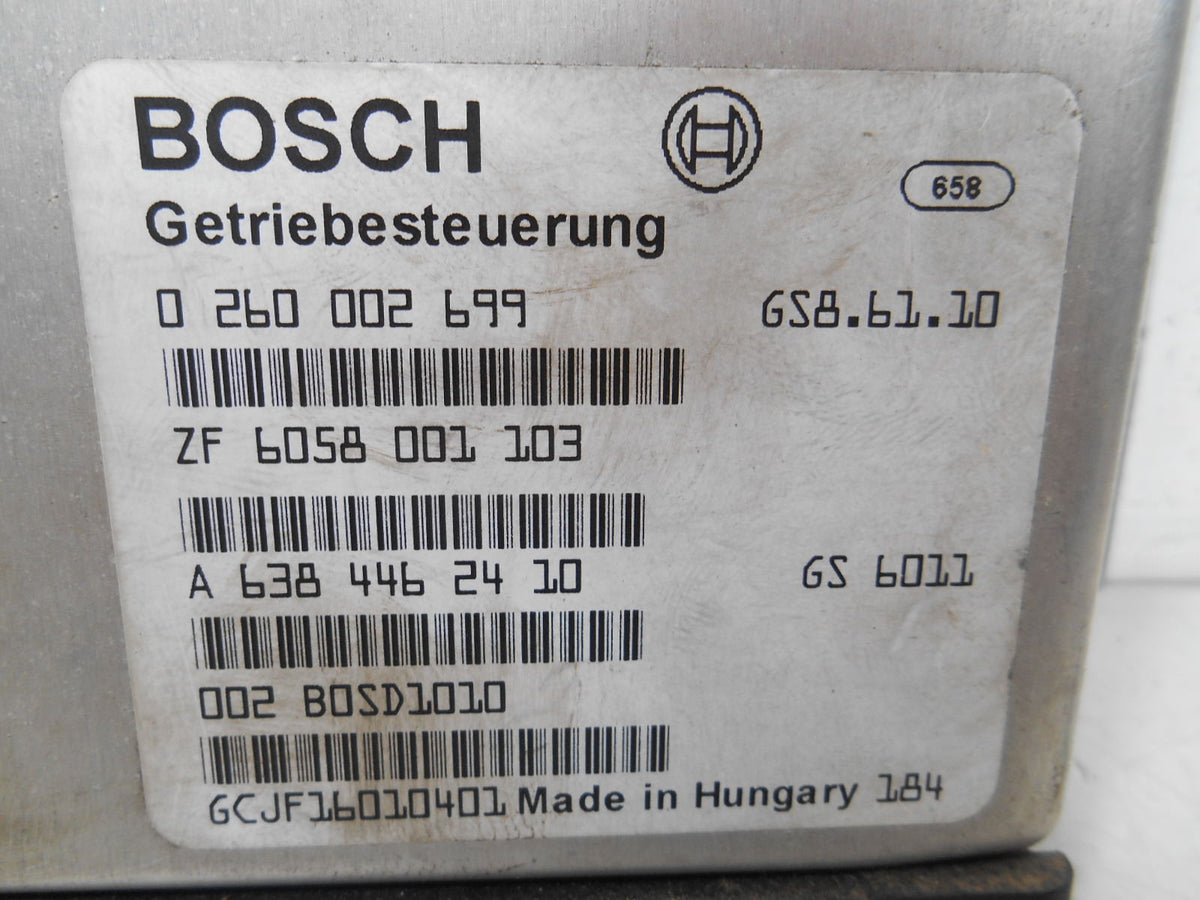 BOSCH
658
Getriebesteuerung
0 260 002 699 GS8.61.10
ZF 6058 001 103
A 638 446 24 10 GS 6011
002 BOSD1010
GCJF16010401 Made in Hungary 184